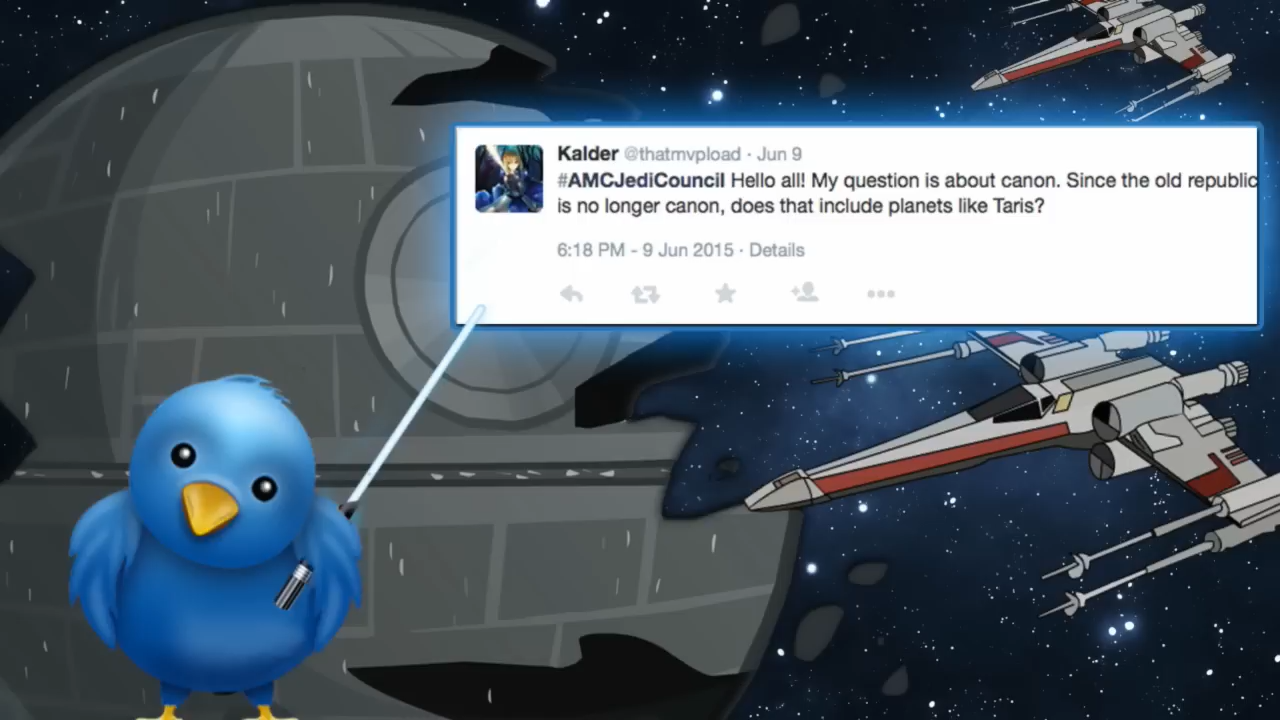 Kalder @thatmvpload · Jun 9
#AMCJediCouncil Hello all! My question is about canon. Since the old republic
is no longer canon, does that include planets like Taris?
6:18 PM - 9 Jun 2015 · Details